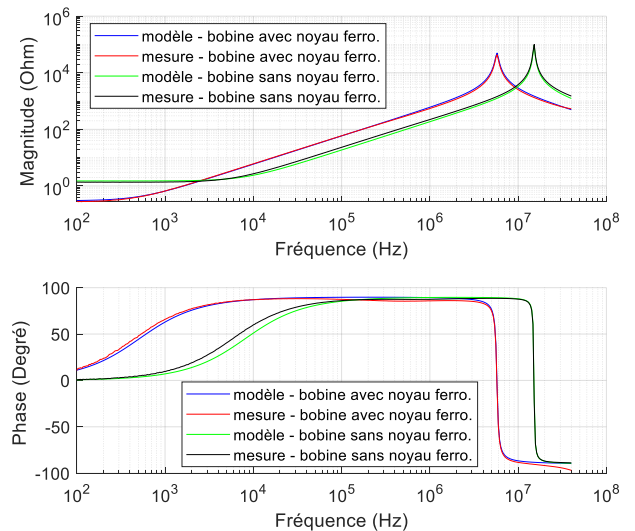 10^6
10^4
10^2
10^0
Magnitude (Ohm)
modèle - bobine avec noyau ferro.
mesure - bobine avec noyau ferro.
modèle - bobine sans noyau ferro.
mesure - bobine sans noyau ferro.
10^2 10^3 10^4 10^5 10^6 10^7 10^8
Fréquence (Hz)
100
50
0
-50
-100
Phase (Degré)
modèle - bobine avec noyau ferro.
mesure - bobine avec noyau ferro.
modèle - bobine sans noyau ferro.
mesure - bobine sans noyau ferro.
10^2 10^3 10^4 10^5 10^6 10^7 10^8
Fréquence (Hz)